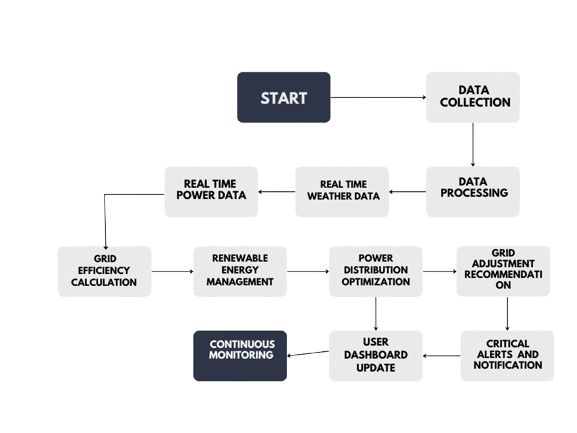 START
DATA
COLLECTION
REAL TIME
POWER DATA
REAL TIME
WEATHER DATA
DATA
PROCESSING
GRID
EFFICIENCY
CALCULATION
RENEWABLE
ENERGY
MANAGEMENT
POWER
DISTRIBUTION
OPTIMIZATION
GRID
ADJUSTMENT
RECOMMENDATI
ON
CONTINUOUS
MONITORING
USER
DASHBOARD
UPDATE
CRITICAL
ALERTS AND
NOTIFICATION